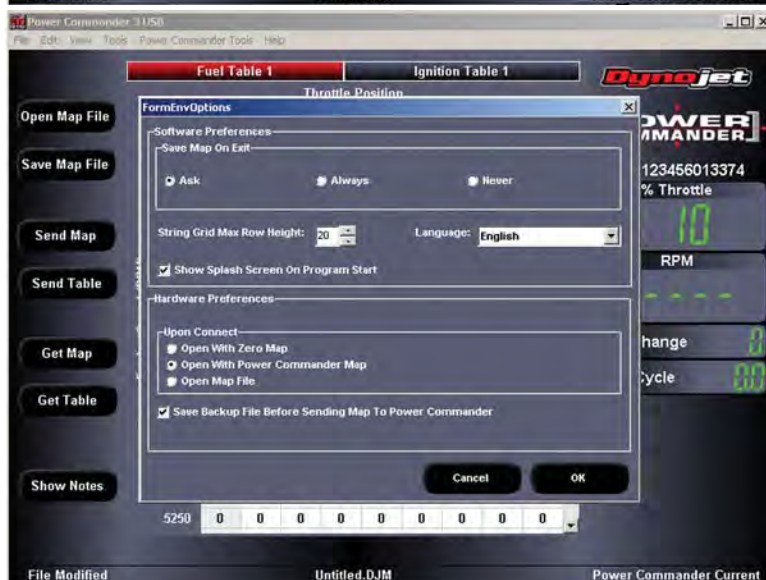 Power Commander 3 USB
File Edit View Tools Power Commander Tools Help
Fuel Table 1 Ignition Table 1
Dynojet
Throttle Position
FormEnvOptions
Open Map File
Software Preferences
Save Map On Exit
OWER
MMANDER
Save Map File
Ask Always Never
123456013374
% Throttle
10
Send Map
String Grid Max Row Height: 20 Language: English
RPM
Show Splash Screen On Program Start
Send Table
----
Hardware Preferences
Upon Connect
Open With Zero Map
hange 0
Get Map
Open With Power Commander Map
Open Map File
ycle 0.0
Get Table
Save Backup File Before Sending Map To Power Commander
Cancel OK
Show Notes
5250 0 0 0 0 0 0 0 0 0
File Modified Untitled.DJM Power Commander Current